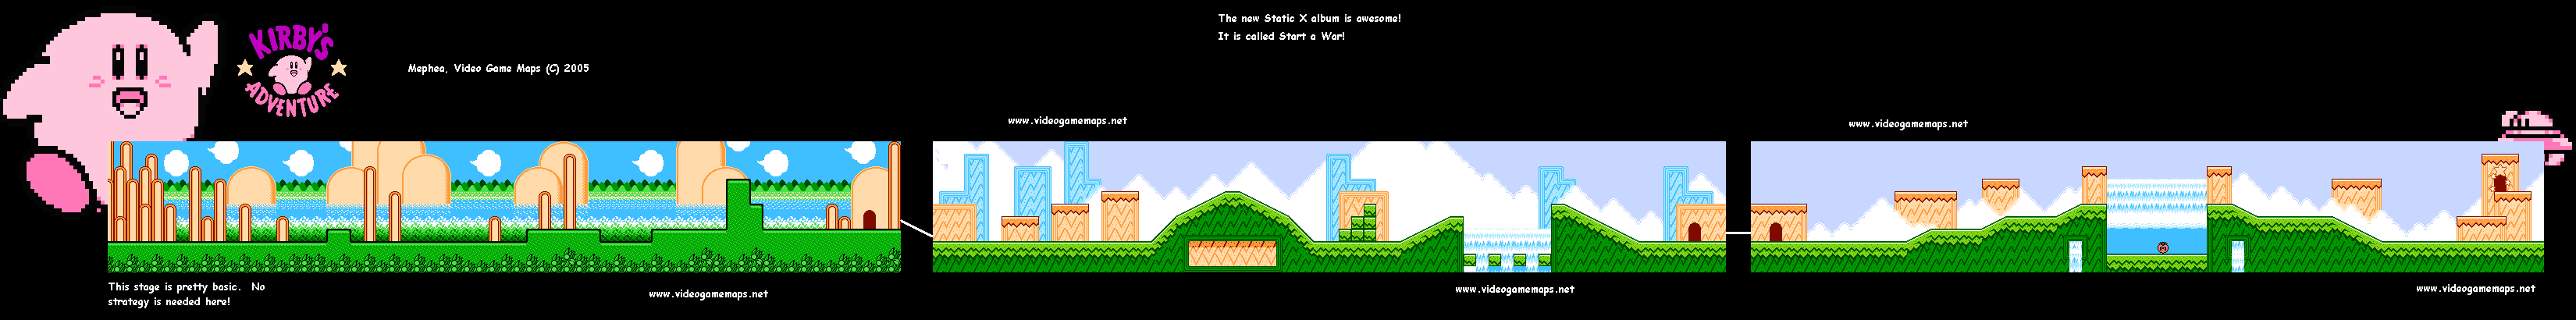 KIRBY'S
ADVENTURE
Mephea, Video Game Maps (C) 2005
The new Static X album is awesome!
It is called Start a War!
www.videogamemaps.net
www.videogamemaps.net
This stage is pretty basic.  No
strategy is needed here!
www.videogamemaps.net
www.videogamemaps.net
www.videogamemaps.net